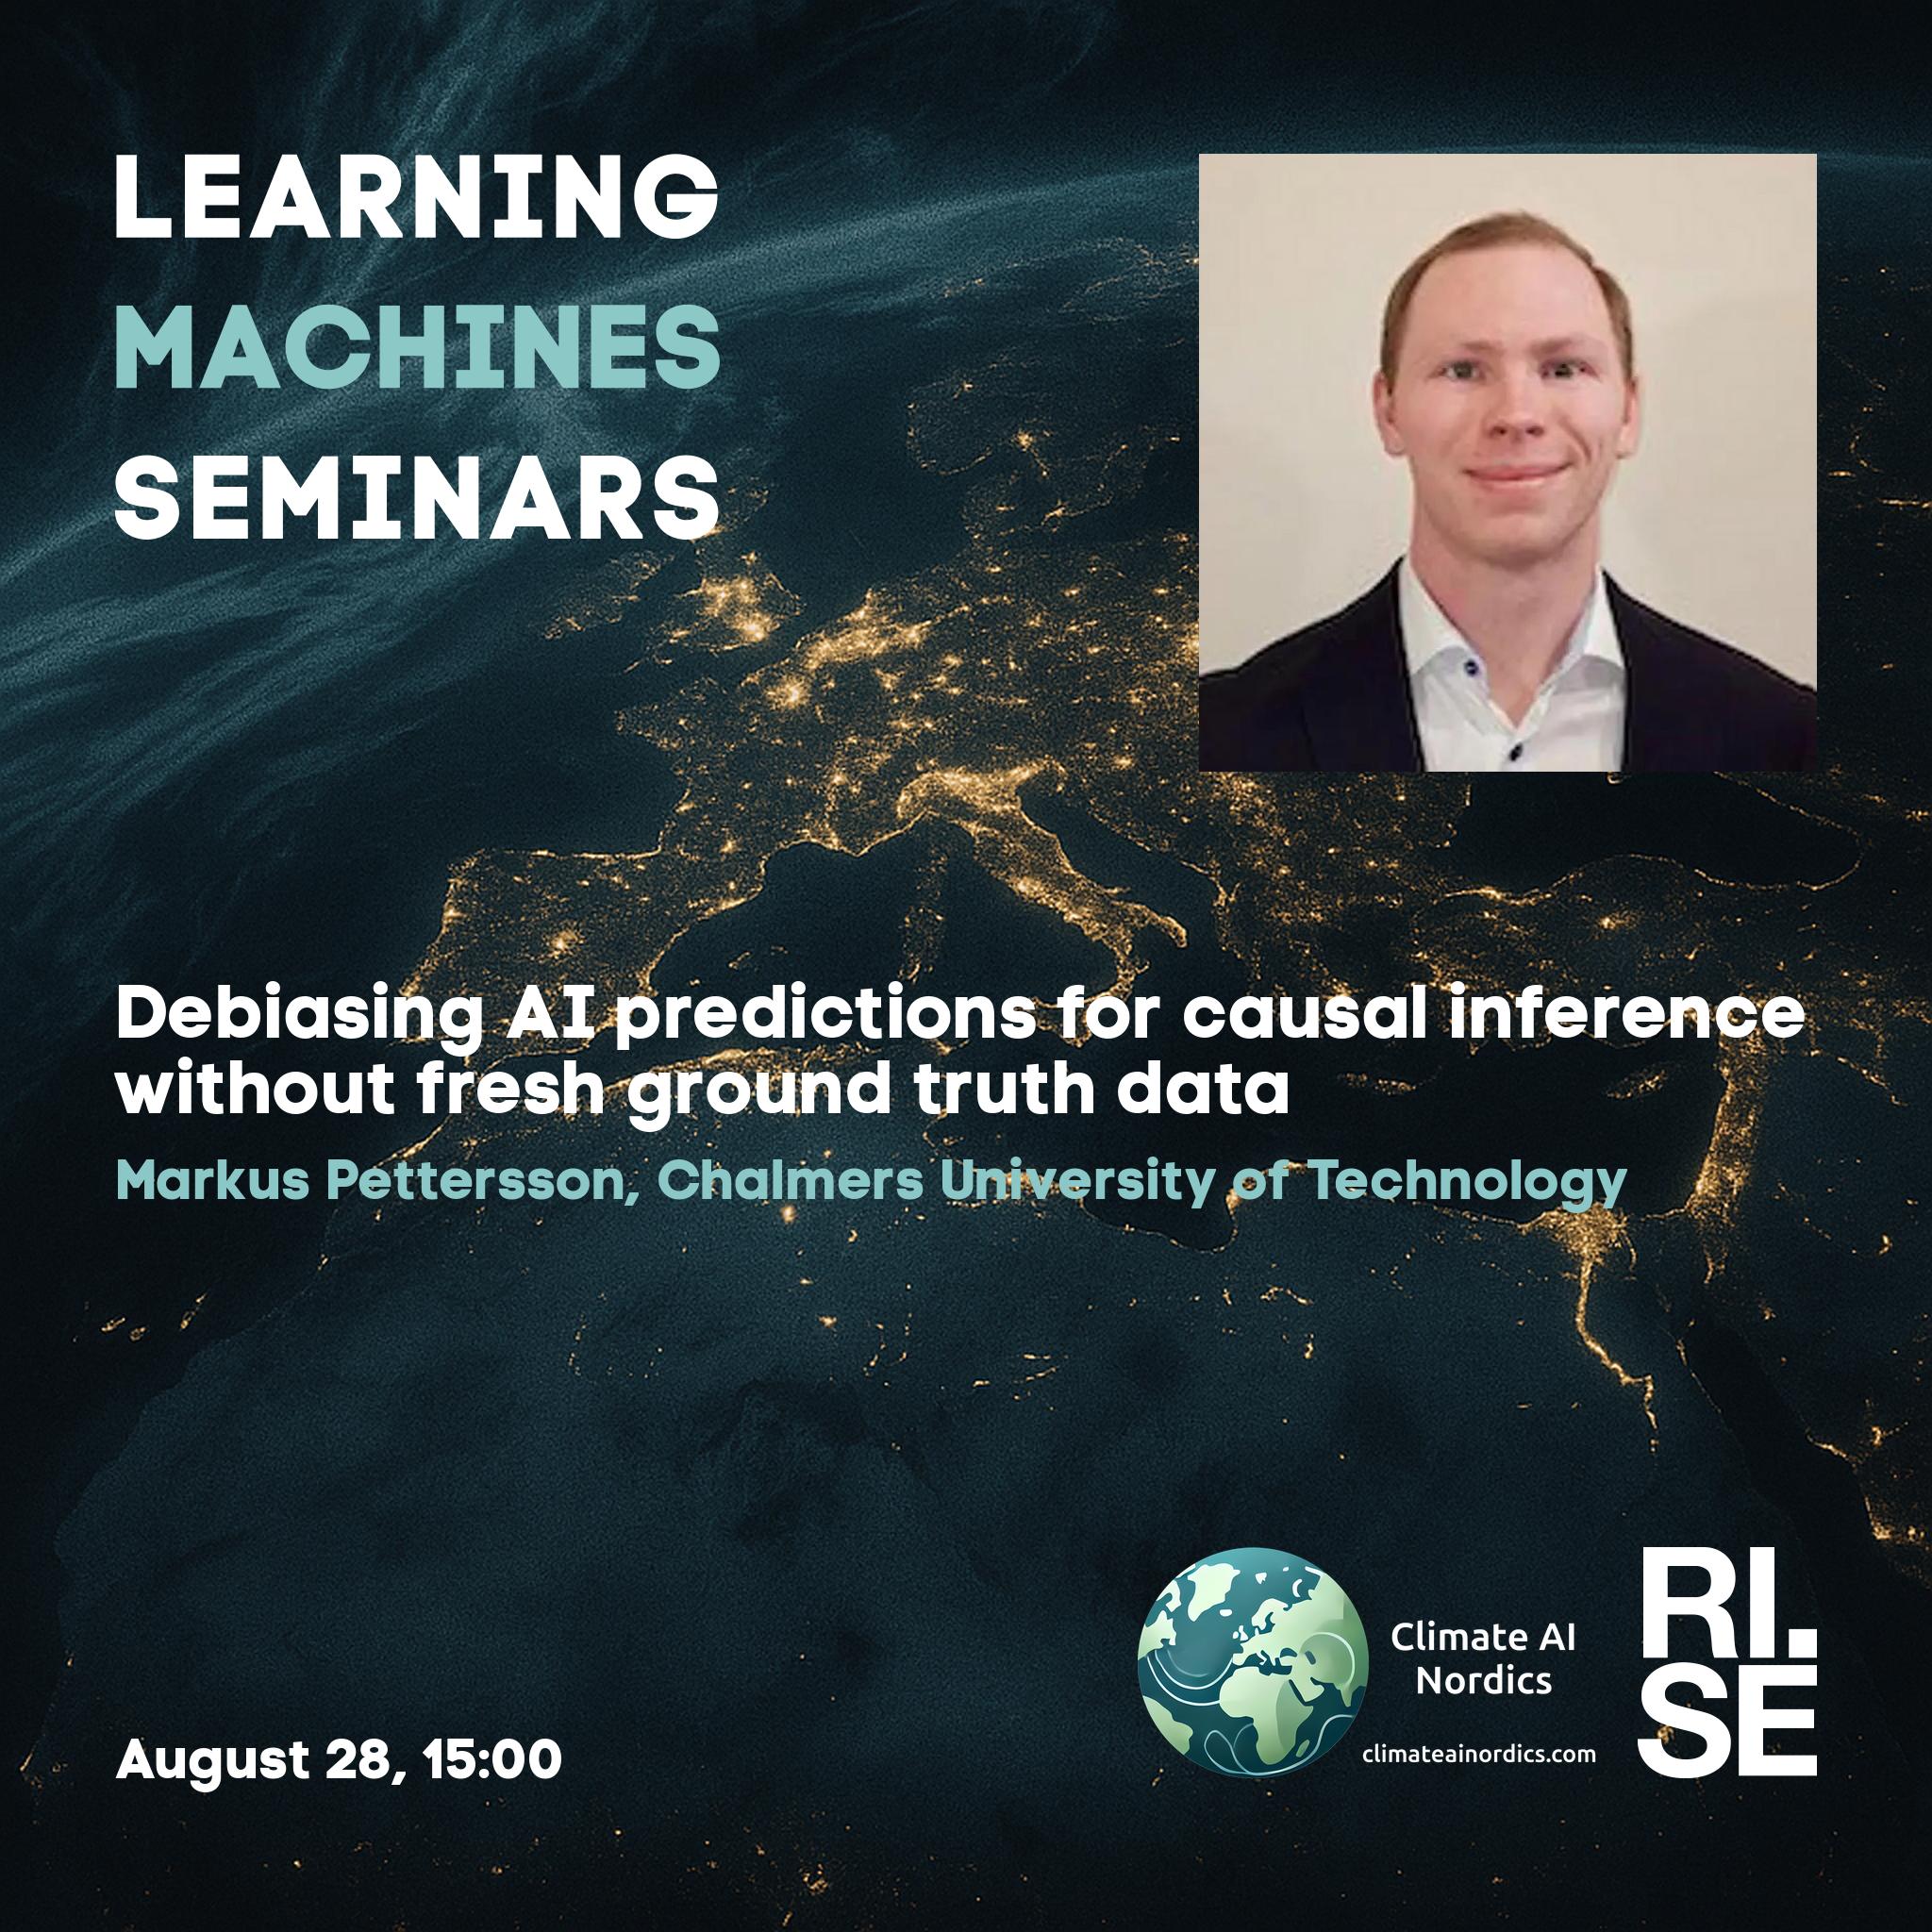 LEARNING
MACHINES
SEMINARS
Debiasing AI predictions for causal inference
without fresh ground truth data
Markus Pettersson, Chalmers University of Technology
August 28, 15:00
Climate AI
Nordics
climateainordics.com
RI.
SE